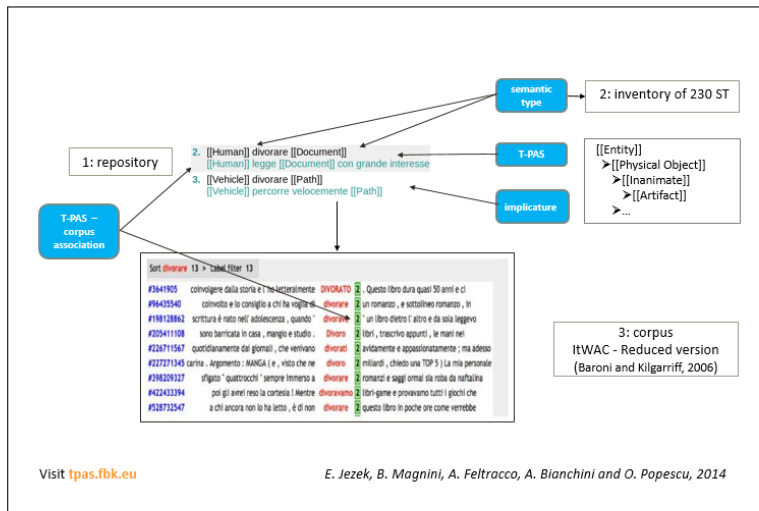 semantic
type
2: inventory of 230 ST
1: repository
2. [[Human]] divorare [[Document]]
[[Human]] legge [[Document]] con grande interesse
3. [[Vehicle]] divorare [[Path]]
[[Vehicle]] percorre velocemente [[Path]]
T-PAS
implicature
[[Entity]]
➤[[Physical Object]]
➤[[Inanimate]]
➤[[Artifact]]
➤...
T-PAS –
corpus
association
Sort divorare 13 > Label filter 13
#3641905 coinvolgere dalla storia e l' ho letteralmente DIVORATO 2 . Questo libro dura quasi 50 anni e ci
#96435540 coinvolto e lo consiglio a chi ha voglia di divorare 2 un romanzo , e sottolineo romanzo , in
#198128862 scrittura è nato nell' adolescenza , quando ' divoravo 2 ' un libro dietro l' altro e da sola leggevo
#205411108 sono barricata in casa , mangio e studio . Divoro 2 libri , trascrivo appunti , le mani nei
#226711567 quotidianamente dai giornali , che venivano divorati 2 avidamente e appassionatamente ; ma adesso
#227271345 carina . Argomento : MANGA ( e , visto che ne divoro 2 miliardi , chiedo una TOP 5 ) La mia personale
#398209327 sfigato " quattrocchi " sempre immerso a divorare 2 romanzi e saggi ormai sia roba da naftalina
#422433394 poi gli avrei reso la cortesia ! Mentre divoravamo 2 libri-game e provavamo tutti i giochi che
#528732547 a chi ancora non lo ha letto , è di non divorare 2 questo libro in poche ore come verrebbe
3: corpus
ItWAC - Reduced version
(Baroni and Kilgarriff, 2006)
Visit tpas.fbk.eu
E. Jezek, B. Magnini, A. Feltracco, A. Bianchini and O. Popescu, 2014